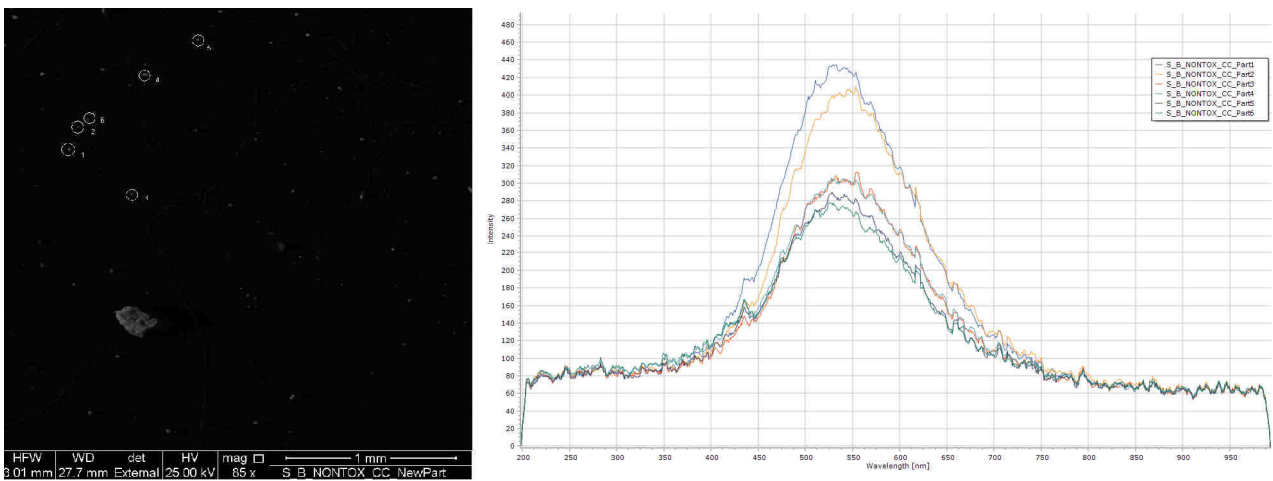 5
4
6
2
1
3
HFW WD det HV mag □ 1 mm
3.01 mm 27.7 mm External 25.00 kV 85 x S_B_NONTOX_CC_NewPart
480
460
440
420
400
380
360
340
320
300
280
260
240
220
200
180
160
140
120
100
80
60
40
20
0
Intensity
S_B_NONTOX_CC_Part1
S_B_NONTOX_CC_Part2
S_B_NONTOX_CC_Part3
S_B_NONTOX_CC_Part4
S_B_NONTOX_CC_Part5
S_B_NONTOX_CC_Part6
200 250 300 350 400 450 500 550 600 650 700 750 800 850 900 950
Wavelength [nm]